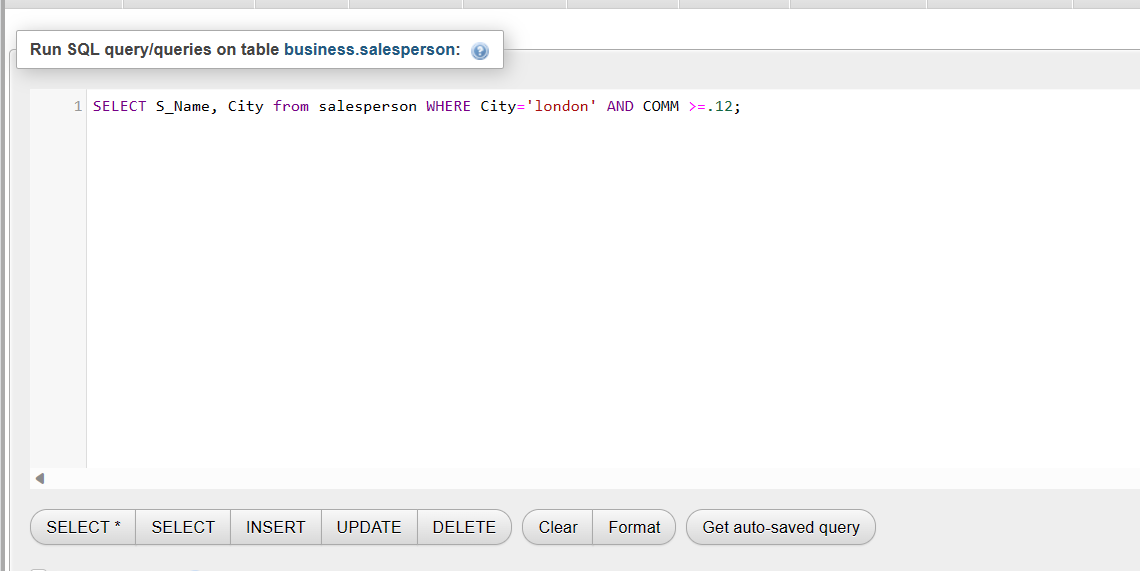 Run SQL query/queries on table business.salesperson:
1 SELECT S_Name, City from salesperson WHERE City='london' AND COMM >=.12;
SELECT * SELECT INSERT UPDATE DELETE Clear Format Get auto-saved query